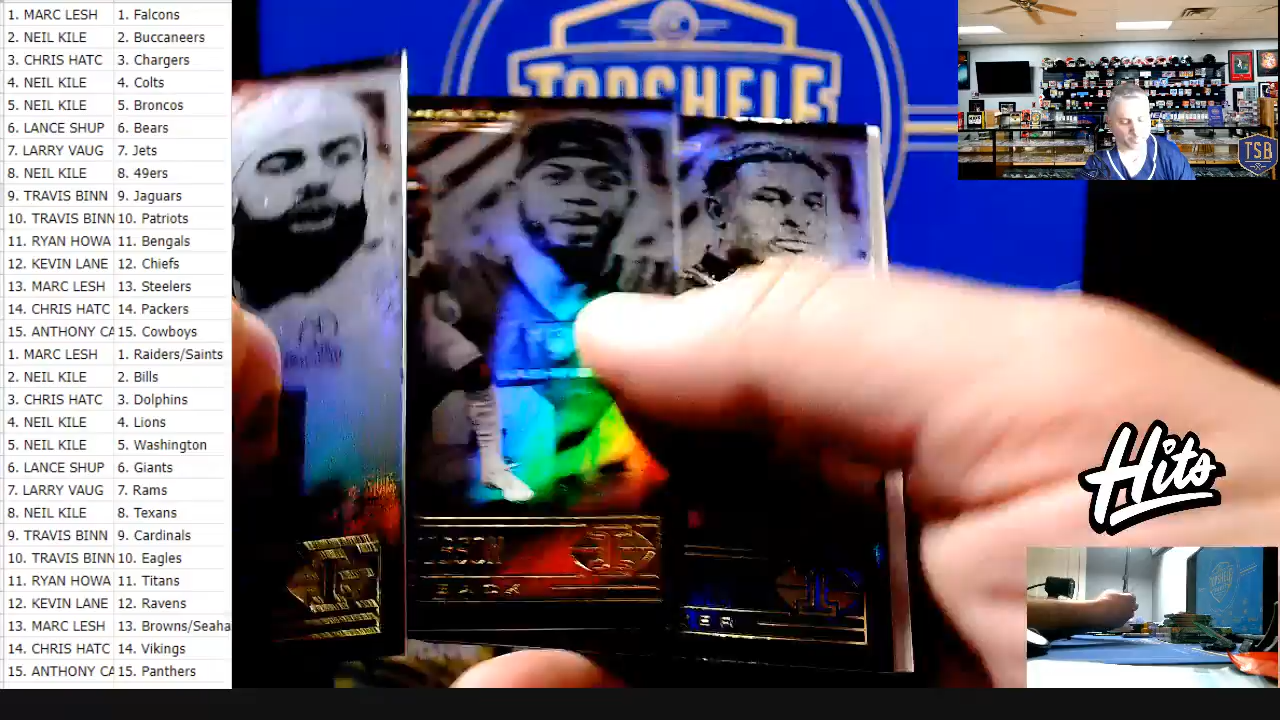 1. MARC LESH 1. Falcons
2. NEIL KILE 2. Buccaneers
3. CHRIS HATC 3. Chargers
4. NEIL KILE 4. Colts
5. NEIL KILE 5. Broncos
6. LANCE SHUP 6. Bears
7. LARRY VAUG 7. Jets
8. NEIL KILE 8. 49ers
9. TRAVIS BINN 9. Jaguars
10. TRAVIS BINN 10. Patriots
11. RYAN HOWA 11. Bengals
12. KEVIN LANE 12. Chiefs
13. MARC LESH 13. Steelers
14. CHRIS HATC 14. Packers
15. ANTHONY CA 15. Cowboys
1. MARC LESH 1. Raiders/Saints
2. NEIL KILE 2. Bills
3. CHRIS HATC 3. Dolphins
4. NEIL KILE 4. Lions
5. NEIL KILE 5. Washington
6. LANCE SHUP 6. Giants
7. LARRY VAUG 7. Rams
8. NEIL KILE 8. Texans
9. TRAVIS BINN 9. Cardinals
10. TRAVIS BINN 10. Eagles
11. RYAN HOWA 11. Titans
12. KEVIN LANE 12. Ravens
13. MARC LESH 13. Browns/Seaha
14. CHRIS HATC 14. Vikings
15. ANTHONY CA 15. Panthers
TOPSHELF
TSB
Hits